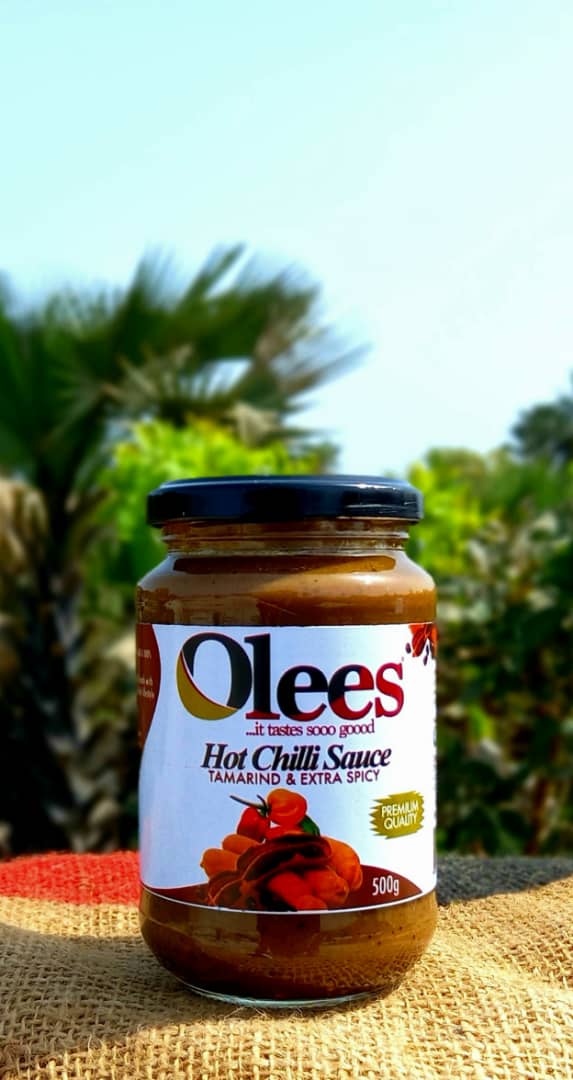 Olees
...it tastes sooo goood
Hot Chilli Sauce
TAMARIND & EXTRA SPICY
PREMIUM
QUALITY
500g